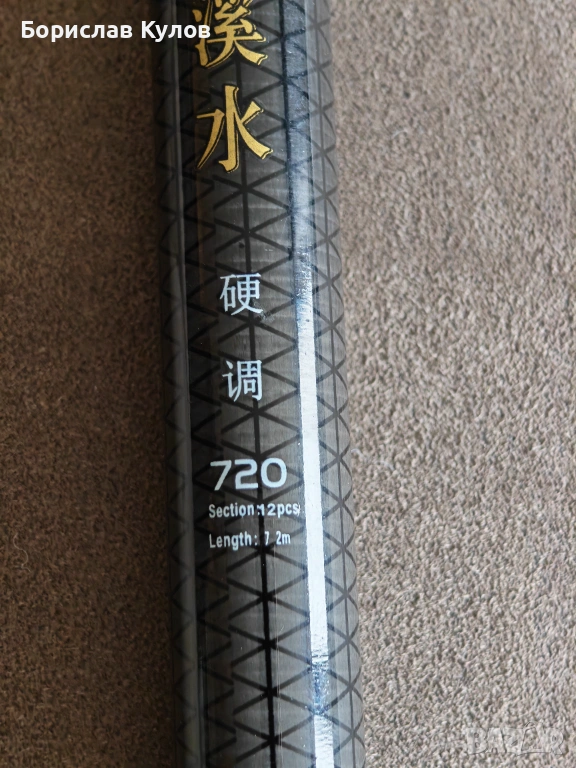 Борислав Кулов
溪
水
硬
调
720
Section:12pcs
Length:7.2m